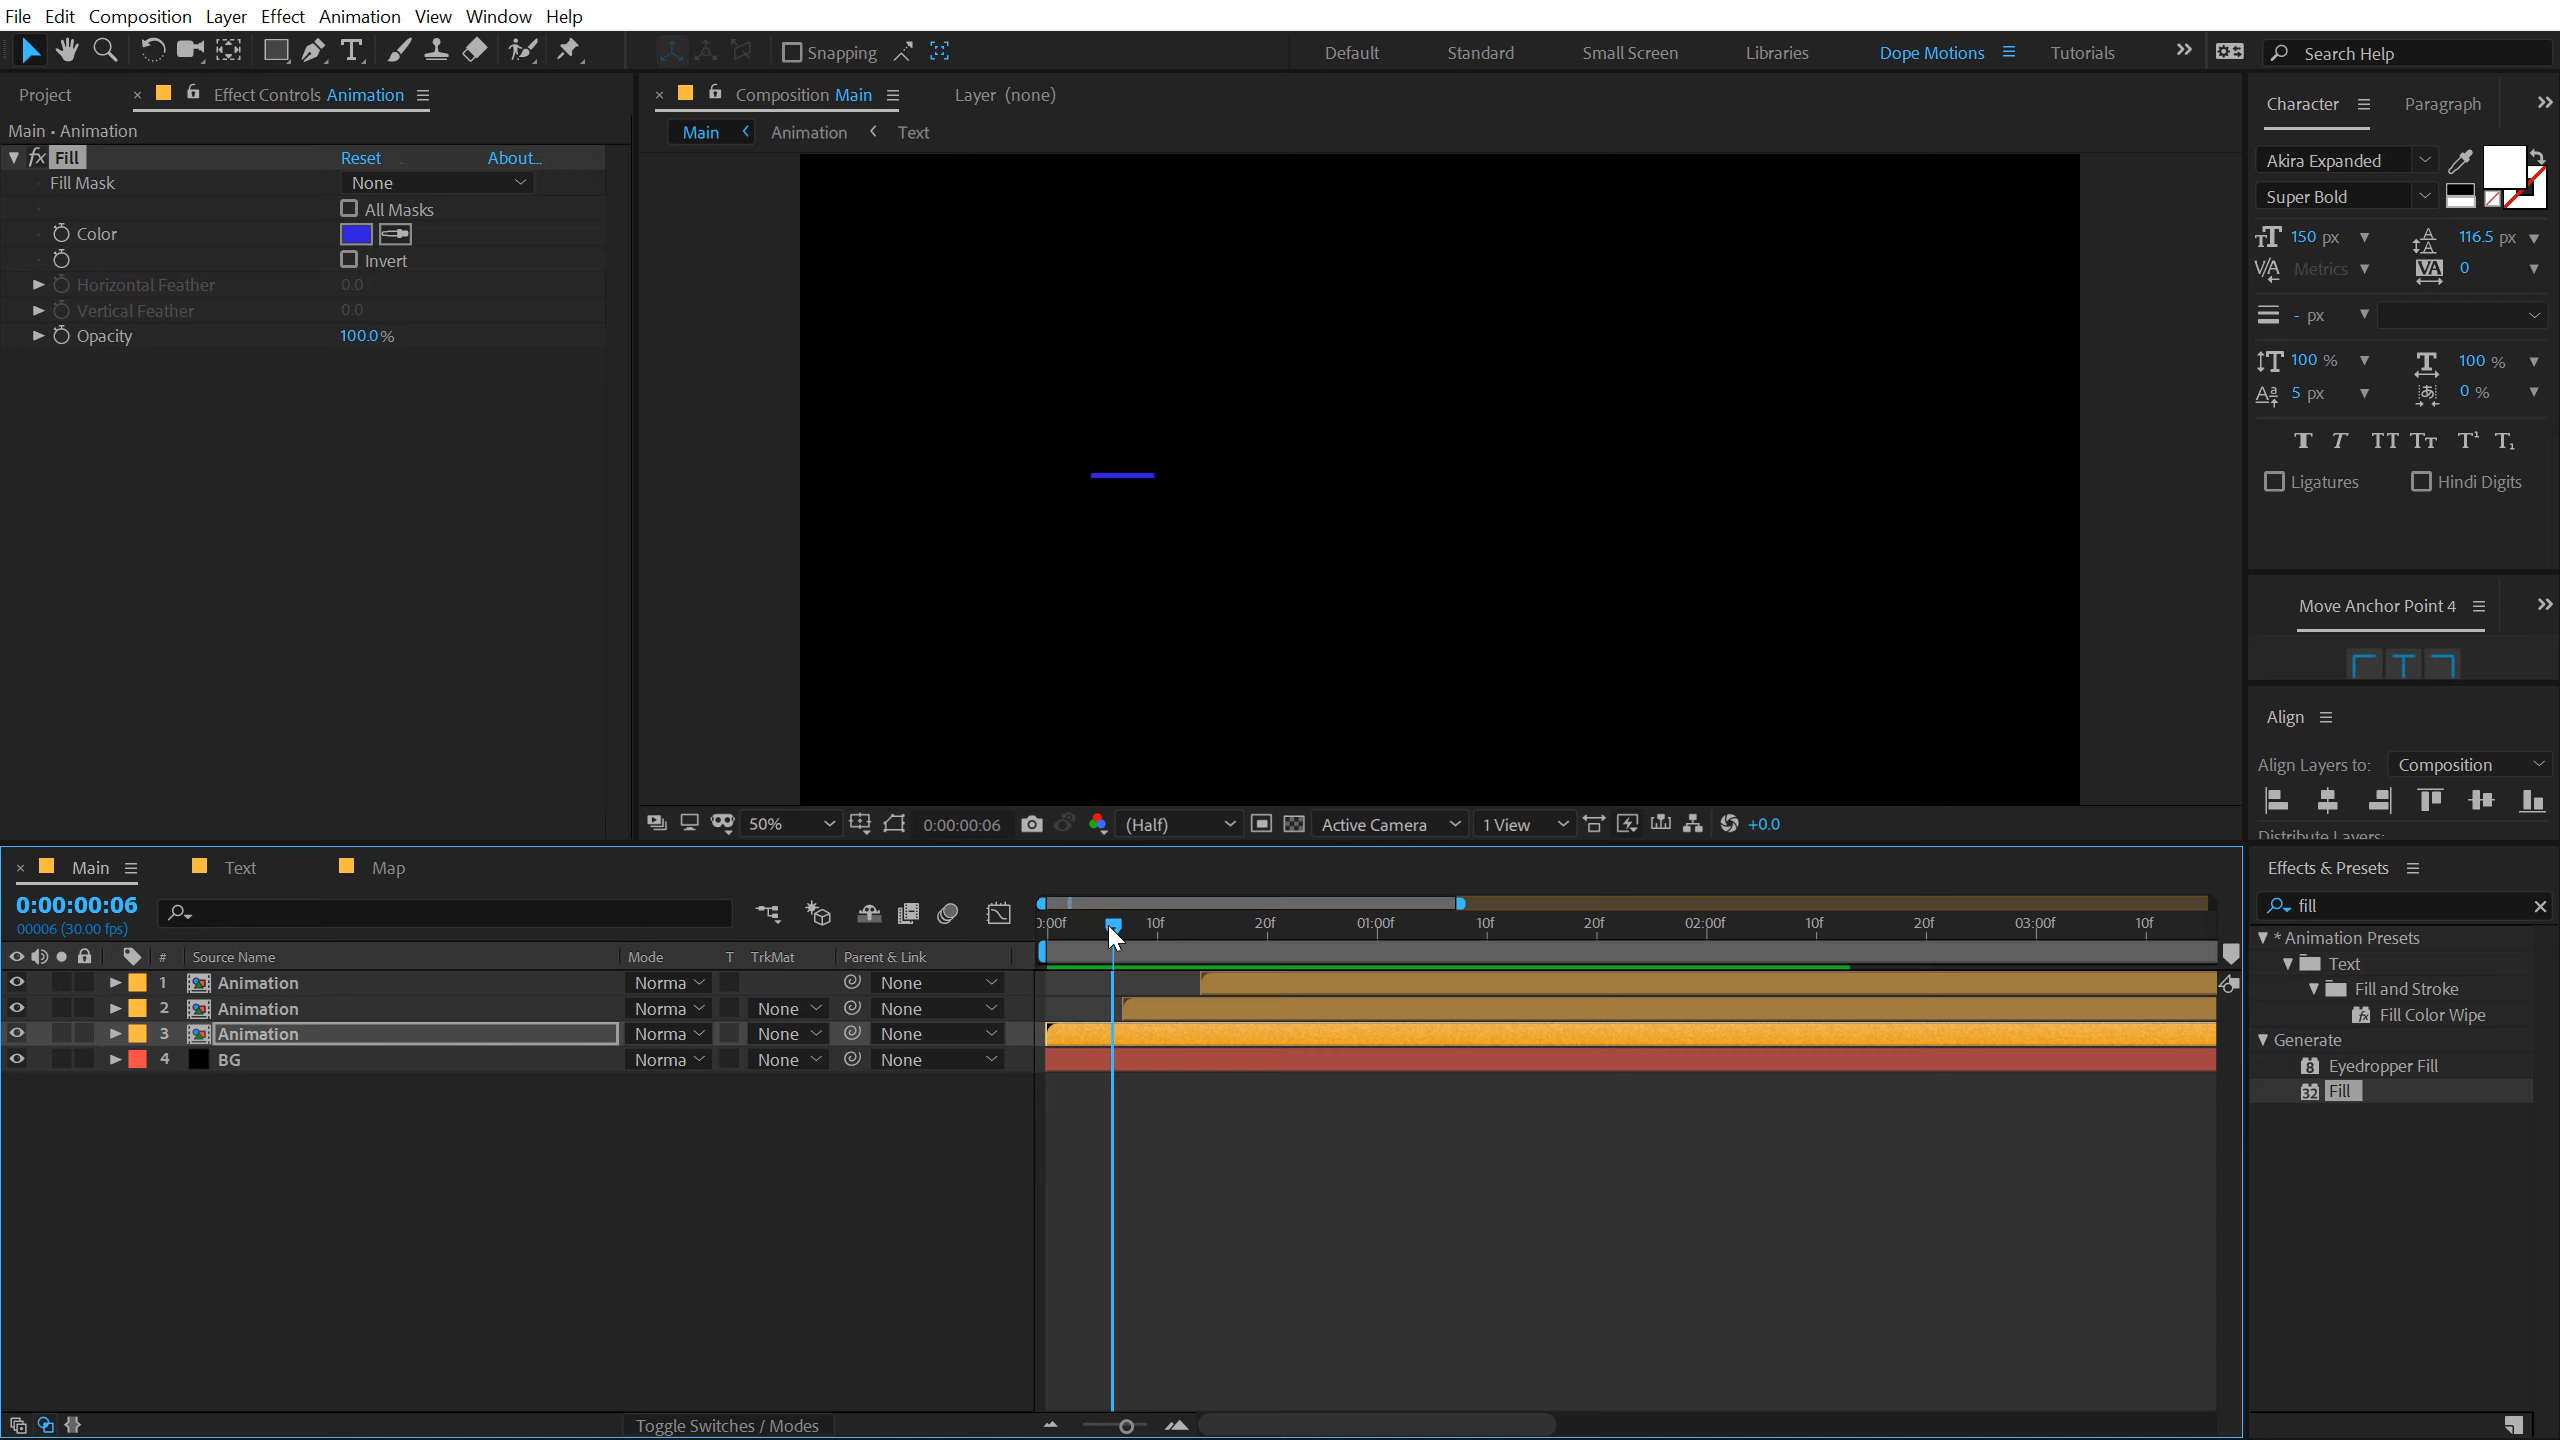 File Edit Composition Layer Effect Animation View Window Help
Snapping
Default Standard Small Screen Libraries Dope Motions Tutorials Search Help
Project Effect Controls Animation
Main • Animation
fx Fill Reset About...
Fill Mask None
All Masks
Color
Invert
Horizontal Feather 0.0
Vertical Feather 0.0
Opacity 100.0%
Composition Main Layer (none)
Main Animation Text
50% 0:00:00:06 (Half) Active Camera 1 View +0.0
Character Paragraph
Akira Expanded
Super Bold
150 px 116.5 px
Metrics 0
- px
100 % 100 %
5 px 0 %
Ligatures Hindi Digits
Move Anchor Point 4
Align
Align Layers to: Composition
Distribute Layers:
Effects & Presets
fill
* Animation Presets
Text
Fill and Stroke
Fill Color Wipe
Generate
Eyedropper Fill
Fill
Main Text Map
0:00:00:06
00006 (30.00 fps)
0:00f 10f 20f 01:00f 10f 20f 02:00f 10f 20f 03:00f 10f
# Source Name Mode T TrkMat Parent & Link
1 Animation Norma None
2 Animation Norma None None
3 Animation Norma None None
4 BG Norma None None
Toggle Switches / Modes